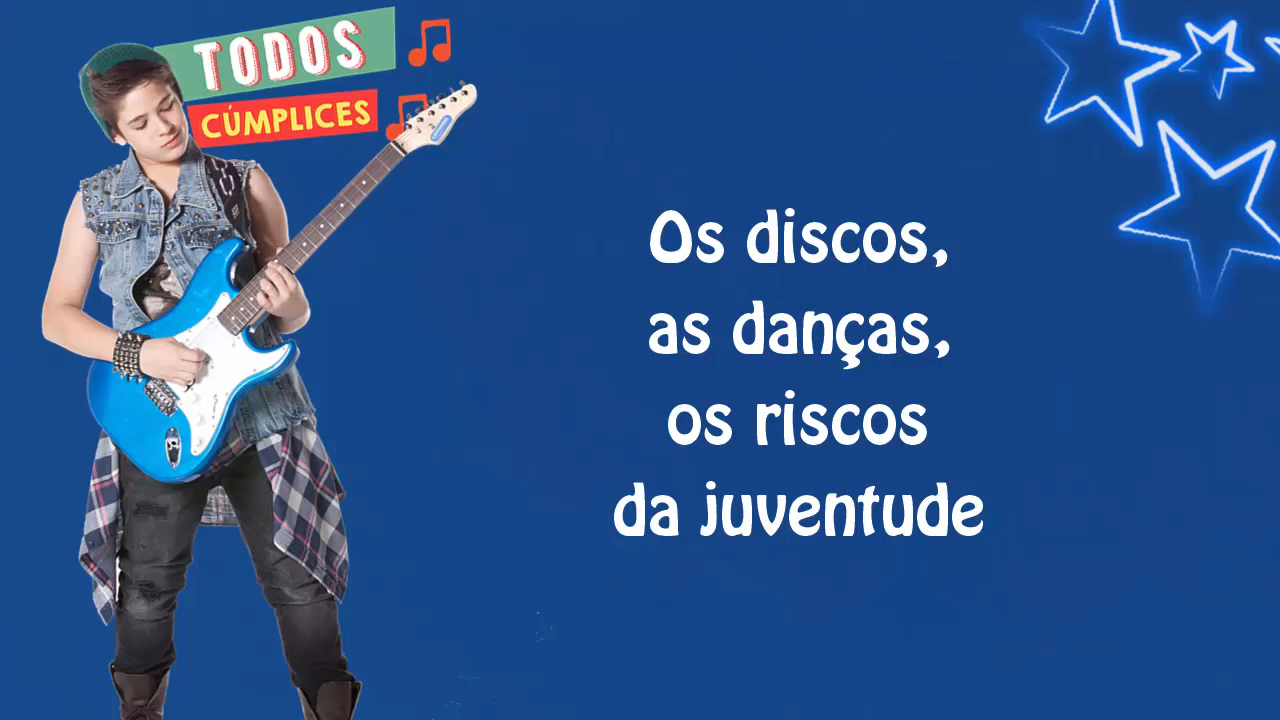 TODOS
CÚMPLICES
Os discos,
as danças,
os riscos
da juventude